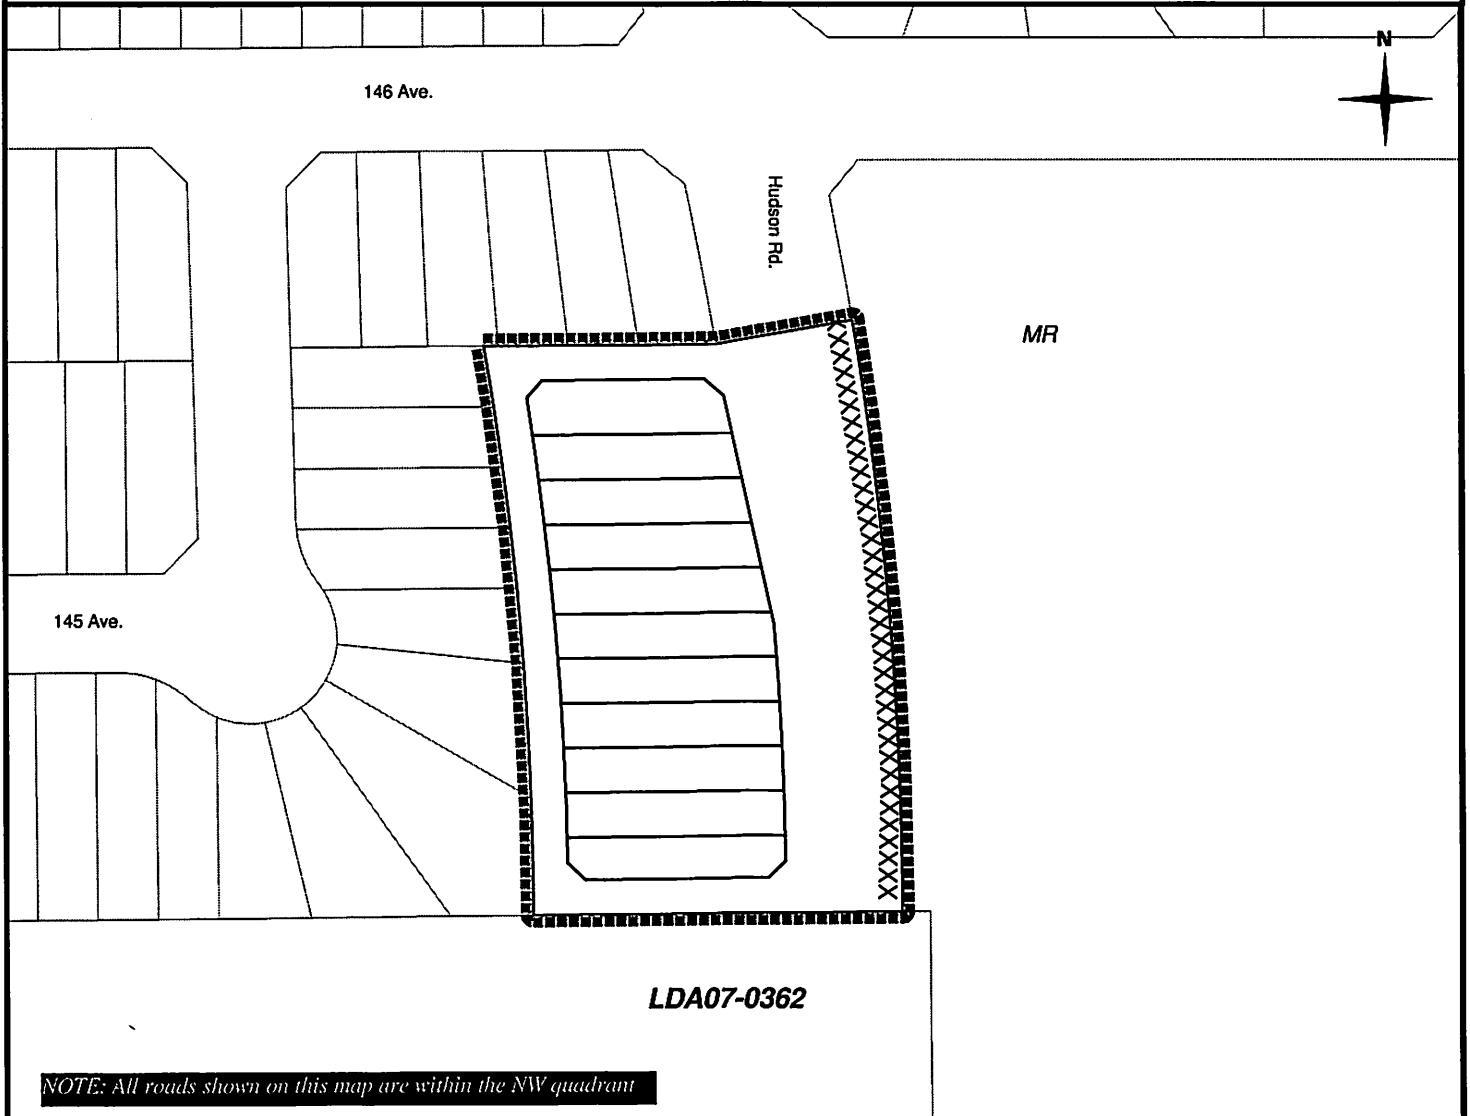 N
146 Ave.
Hudson Rd.
MR
145 Ave.
LDA07-0362
NOTE: All roads shown on this map are within the NW quadrant